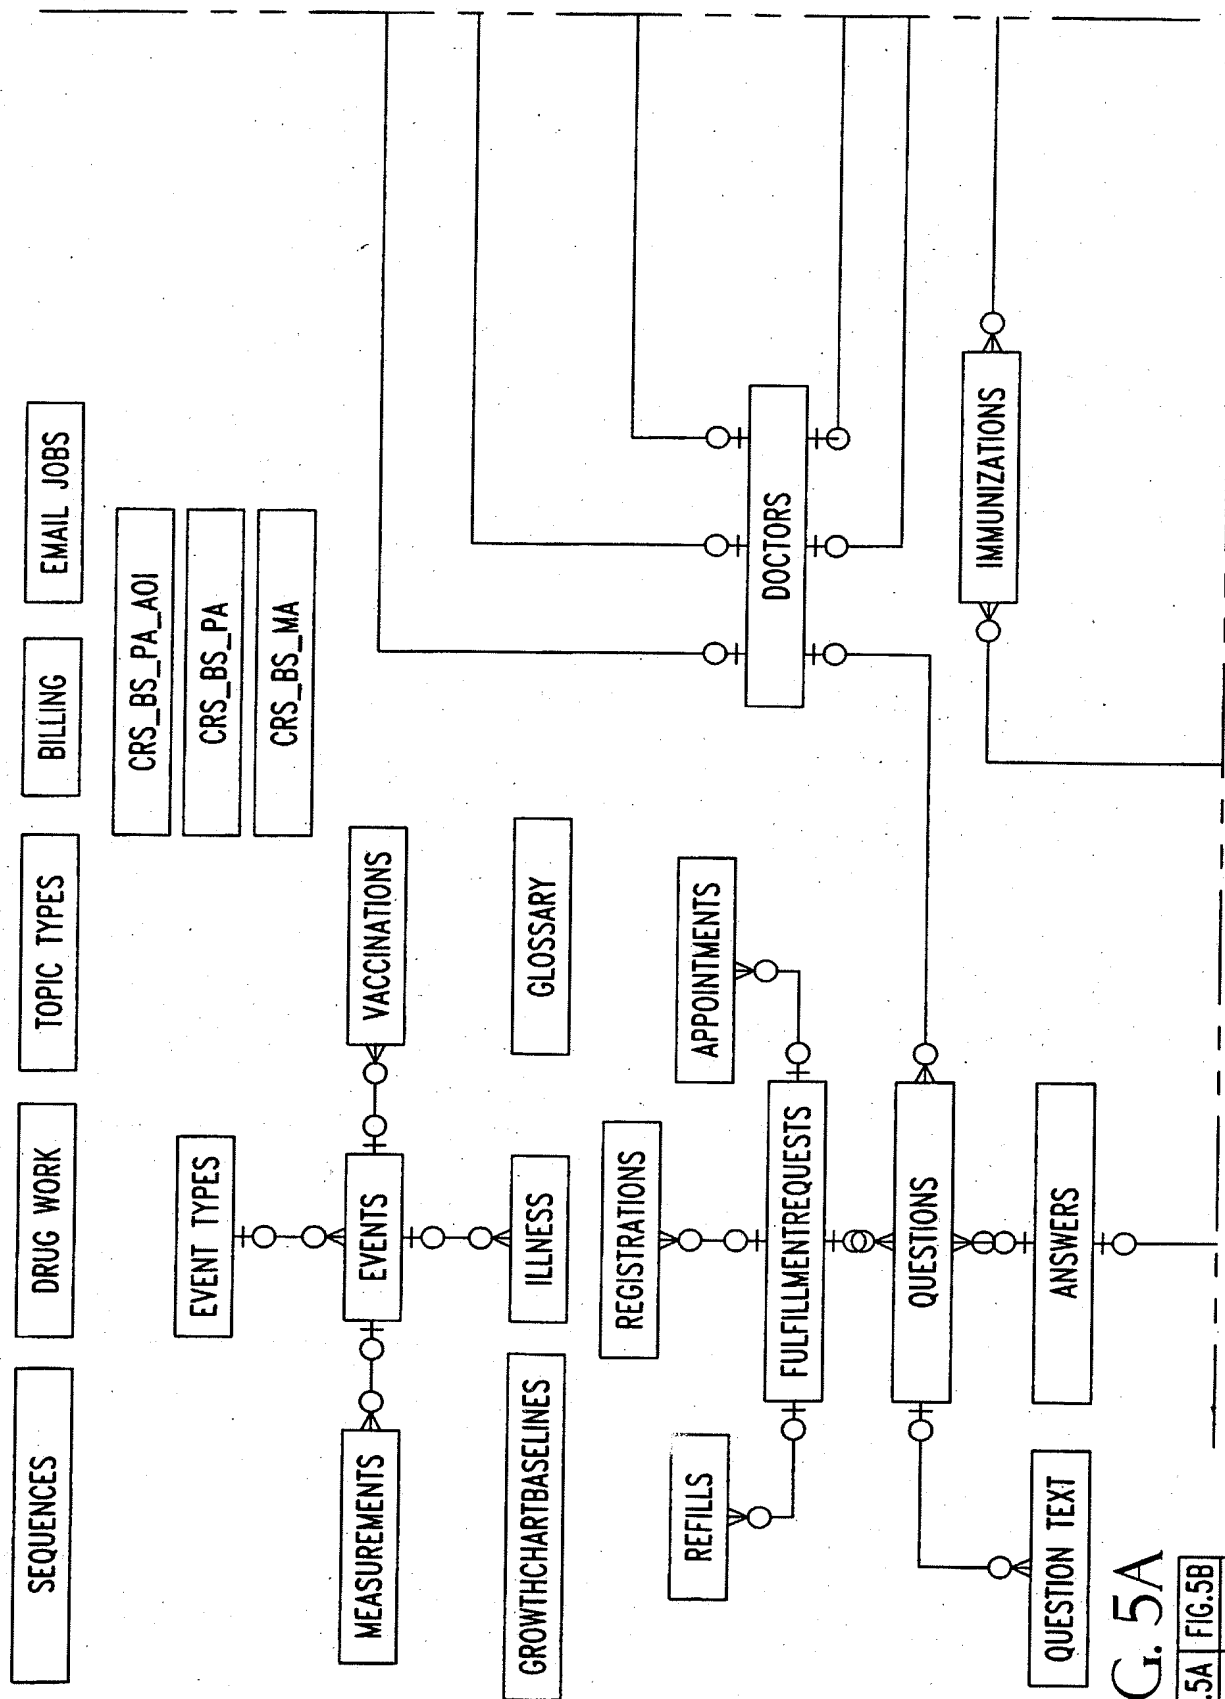 SEQUENCES
DRUG WORK
TOPIC TYPES
BILLING
EMAIL JOBS
CRS_BS_PA_AOI
CRS_BS_PA
CRS_BS_MA
EVENT TYPES
MEASUREMENTS
EVENTS
VACCINATIONS
GROWTHCHARTBASELINES
ILLNESS
GLOSSARY
REGISTRATIONS
REFILLS
APPOINTMENTS
FULFILLMENTREQUESTS
DOCTORS
QUESTIONS
IMMUNIZATIONS
QUESTION TEXT
ANSWERS
G. 5A
.5A FIG.5B